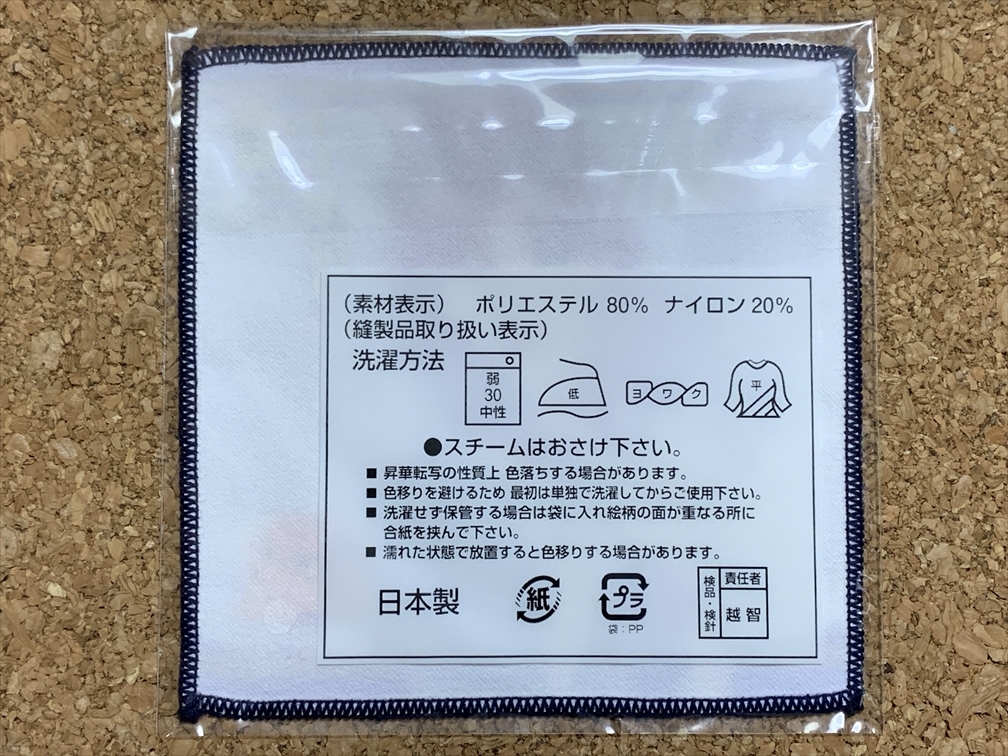 （素材表示）　ポリエステル 80%　ナイロン 20%
（縫製品取り扱い表示）
洗濯方法
弱
30
中性
低
ヨワク
平
●スチームはおさけ下さい。
■ 昇華転写の性質上 色落ちする場合があります。
■ 色移りを避けるため 最初は単独で洗濯してからご使用下さい。
■ 洗濯せず保管する場合は袋に入れ絵柄の面が重なる所に
合紙を挟んで下さい。
■ 濡れた状態で放置すると色移りする場合があります。
日本製
紙
プラ
袋：PP
検品・検針
責任者
越智